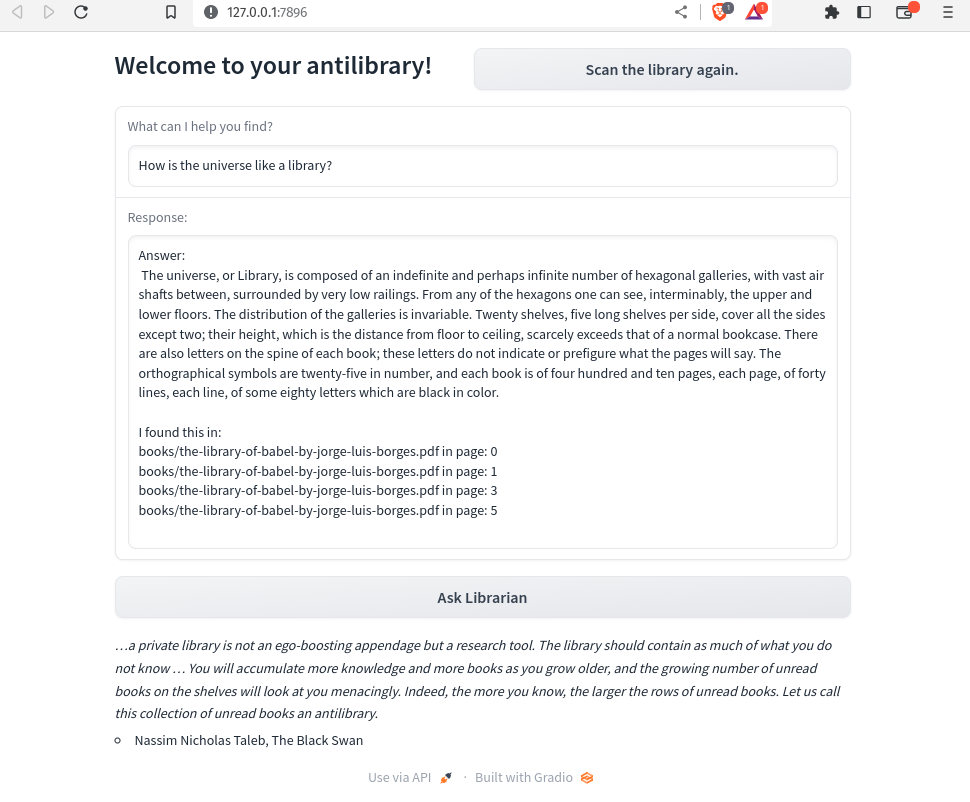 127.0.0.1:7896
1
1
Welcome to your antilibrary!
Scan the library again.
What can I help you find?
How is the universe like a library?
Response:
Answer:
The universe, or Library, is composed of an indefinite and perhaps infinite number of hexagonal galleries, with vast air
shafts between, surrounded by very low railings. From any of the hexagons one can see, interminably, the upper and
lower floors. The distribution of the galleries is invariable. Twenty shelves, five long shelves per side, cover all the sides
except two; their height, which is the distance from floor to ceiling, scarcely exceeds that of a normal bookcase. There
are also letters on the spine of each book; these letters do not indicate or prefigure what the pages will say. The
orthographical symbols are twenty-five in number, and each book is of four hundred and ten pages, each page, of forty
lines, each line, of some eighty letters which are black in color.
I found this in:
books/the-library-of-babel-by-jorge-luis-borges.pdf in page: 0
books/the-library-of-babel-by-jorge-luis-borges.pdf in page: 1
books/the-library-of-babel-by-jorge-luis-borges.pdf in page: 3
books/the-library-of-babel-by-jorge-luis-borges.pdf in page: 5
Ask Librarian
…a private library is not an ego-boosting appendage but a research tool. The library should contain as much of what you do
not know … You will accumulate more knowledge and more books as you grow older, and the growing number of unread
books on the shelves will look at you menacingly. Indeed, the more you know, the larger the rows of unread books. Let us call
this collection of unread books an antilibrary.
Nassim Nicholas Taleb, The Black Swan
Use via API · Built with Gradio